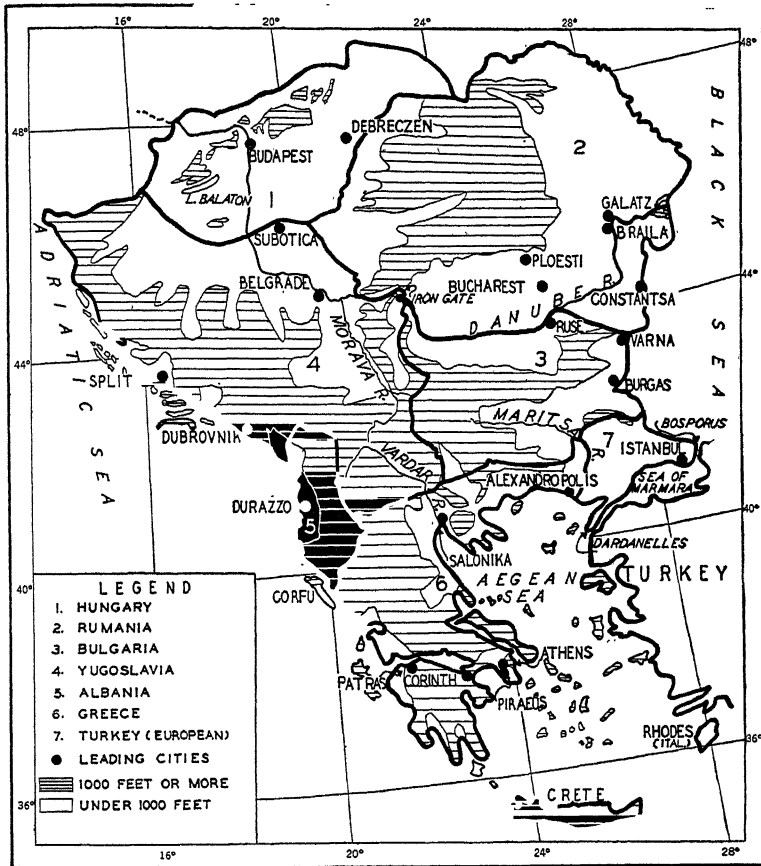 16°
20°
24°
28°
48°
48°
BLACK SEA
DEBRECZEN
2
BUDAPEST
L. BALATON
1
GALATZ
BRAILA
ADRIATIC SEA
SUBOTICA
PLOESTI
BELGRADE
BUCHAREST
IRON GATE
CONSTANTSA
44°
DANUBE R.
RUSE
VARNA
44°
MORAVA R.
4
3
SPLIT
BURGAS
MARITSA R.
BOSPORUS
DUBROVNIK
7
ISTANBUL
VARDAR R.
ALEXANDROPOLIS
SEA OF
MARMARA
DURAZZO
5
40°
SALONIKA
DARDANELLES
40°
CORFU
6
AEGEAN
SEA
TURKEY
LEGEND
1. HUNGARY
2. RUMANIA
3. BULGARIA
4. YUGOSLAVIA
5. ALBANIA
6. GREECE
7. TURKEY (EUROPEAN)
LEADING CITIES
1000 FEET OR MORE
UNDER 1000 FEET
ATHENS
PATRAS
CORINTH
PIRAEUS
RHODES
(ITAL.)
36°
36°
CRETE
16°
20°
24°
28°